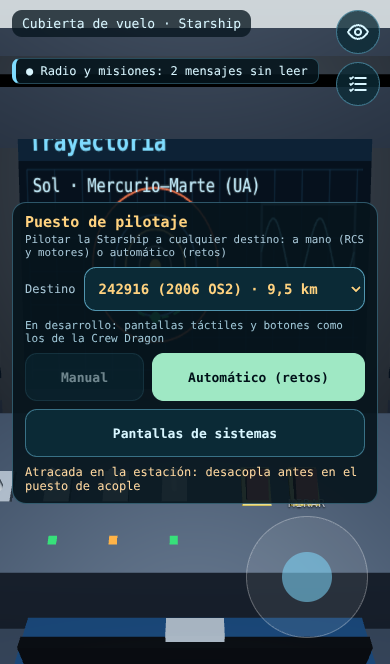 Cubierta de vuelo · Starship
● Radio y misiones: 2 mensajes sin leer
Trayectoria
Sol · Mercurio—Marte (UA)
Puesto de pilotaje
Pilotar la Starship a cualquier destino: a mano (RCS
y motores) o automático (retos)
Destino
242916 (2006 OS2) · 9,5 km
En desarrollo: pantallas táctiles y botones como
los de la Crew Dragon
Manual
Automático (retos)
Pantallas de sistemas
Atracada en la estación: desacopla antes en el
puesto de acople